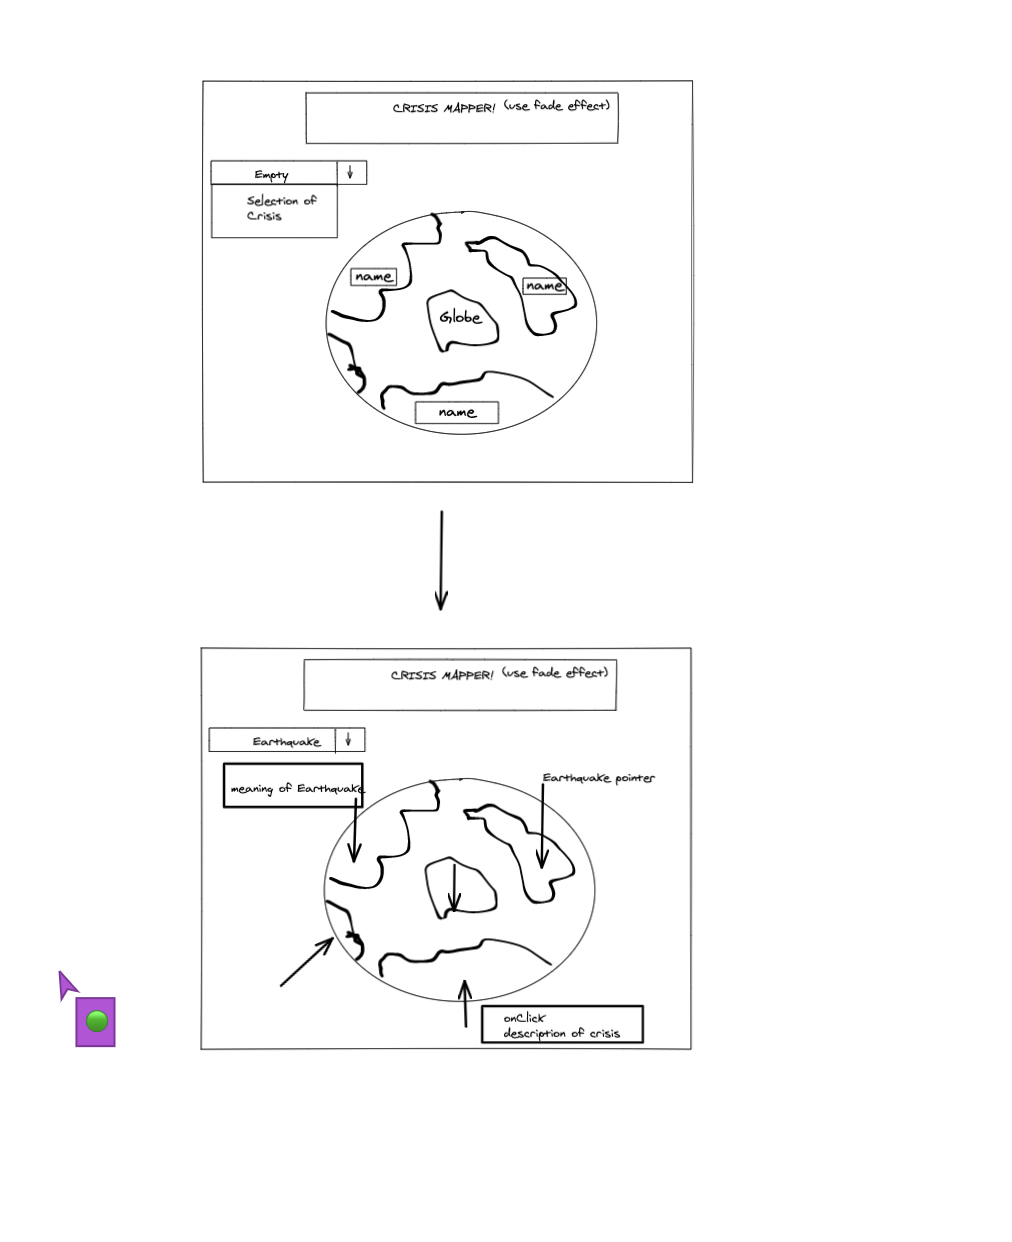 CRISIS MAPPER! (use fade effect)
Empty
Selection of
Crisis
name
name
Globe
name
CRISIS MAPPER! (use fade effect)
Earthquake
meaning of Earthquake
Earthquake pointer
onClick
description of crisis